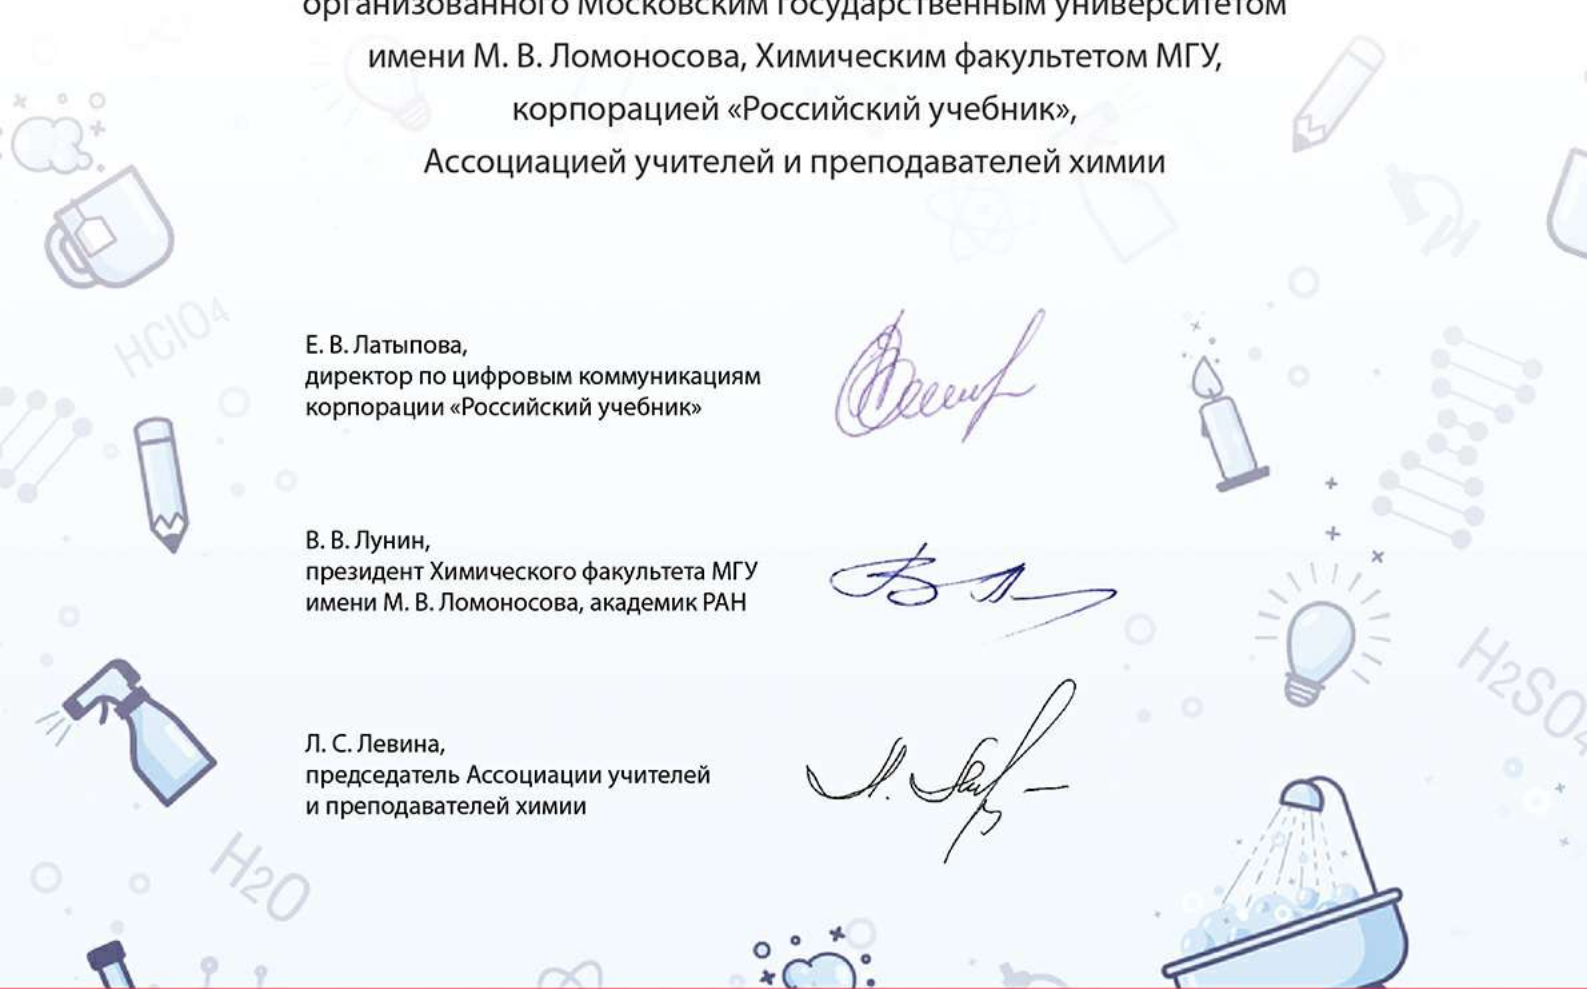 организованного Московским государственным университетом
имени М. В. Ломоносова, Химическим факультетом МГУ,
корпорацией «Российский учебник»,
Ассоциацией учителей и преподавателей химии
HClO4
Е. В. Латыпова,
директор по цифровым коммуникациям
корпорации «Российский учебник»
В. В. Лунин,
президент Химического факультета МГУ
имени М. В. Ломоносова, академик РАН
H2SO4
Л. С. Левина,
председатель Ассоциации учителей
и преподавателей химии
H2O